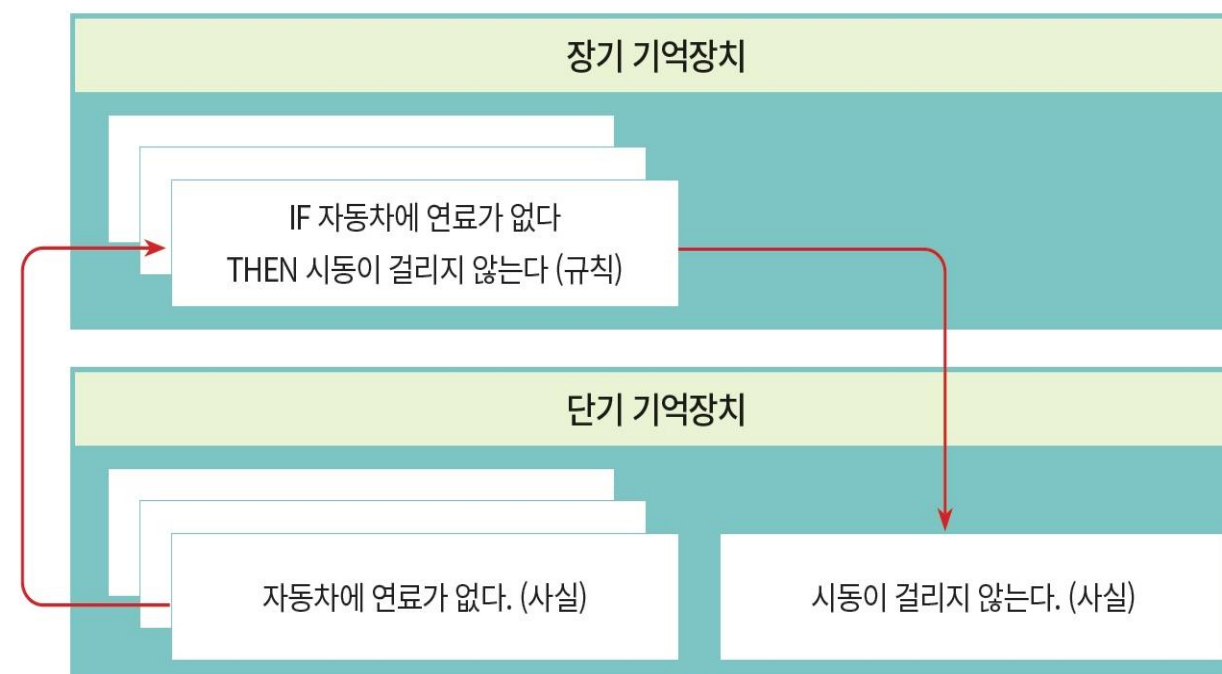 장기 기억장치
IF 자동차에 연료가 없다
THEN 시동이 걸리지 않는다 (규칙)
단기 기억장치
자동차에 연료가 없다. (사실)
시동이 걸리지 않는다. (사실)